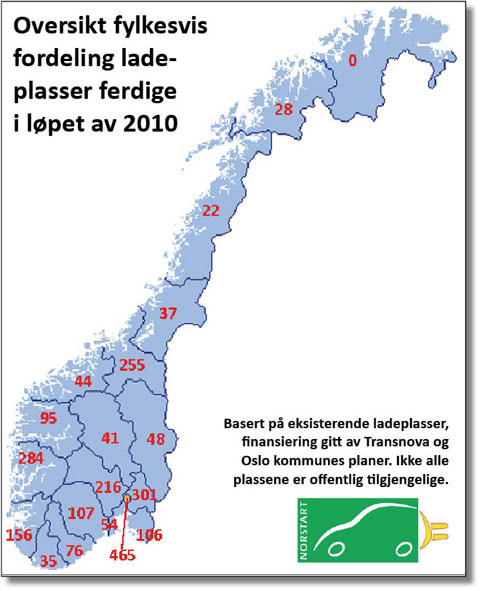 Oversikt fylkesvis
fordeling lade-
plasser ferdige
i løpet av 2010
0
28
22
37
255
44
95
41
48
284
216
301
107
54
156
106
76
35
465
Basert på eksisterende ladeplasser,
finansiering gitt av Transnova og
Oslo kommunes planer. Ikke alle
plassene er offentlig tilgjengelige.
NORSTART